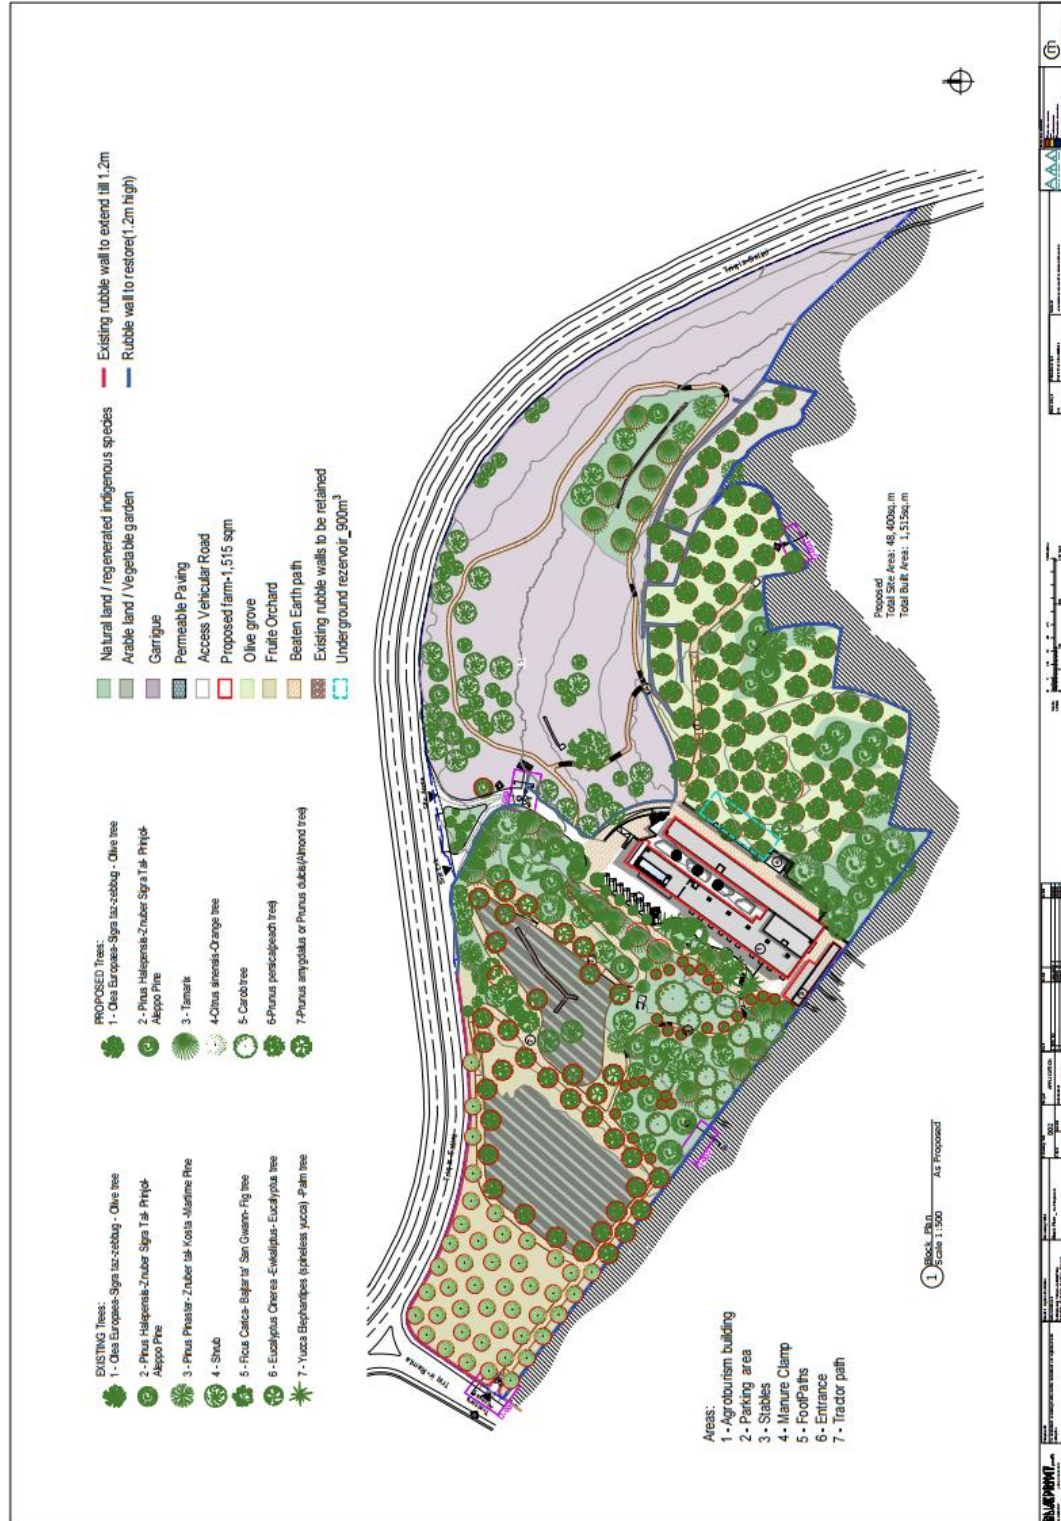 EXISTING Trees:
1 - Olea Europaea- Sigra taz-zebbug - Olive tree
2 - Pinus Halepensis-Znuber Sigra Tal- Prinjol-
Aleppo Pine
3 - Pinus Pinaster- Znuber tal- Kosta -Maritime Pine
4 - Shrub
5 - Ficus Carica- Bajtar ta' San Gwann- Fig tree
6 - Eucalyptus Cinerea -Ewkaliptus- Eucalyptus tree
7 - Yucca Elephantipes (spineless yucca) -Palm tree
PROPOSED Trees:
1 - Olea Europaea- Sigra taz-zebbug - Olive tree
2 - Pinus Halepensis-Znuber Sigra Tal- Prinjol-
Aleppo Pine
3 - Tamarix
4-Citrus sinensis-Orange tree
5- Carob tree
6-Prunus persica(peach tree)
7-Prunus amygdalus or Prunus dulcis(Almond tree)
Natural land / regenerated indigenous species
Arable land / Vegetable garden
Garrigue
Permeable Paving
Access Vehicular Road
Proposed farm-1,515 sqm
Olive grove
Fruite Orchard
Beaten Earth path
Existing rubble walls to be retained
Underground rezervoir_900m³
Existing rubble wall to extend till 1.2m
Rubble wall to restore(1.2m high)
Areas:
1 - Agrotourism building
2 - Parking area
3 - Stables
4 - Manure Clamp
5 - FootPaths
6 - Entrance
7 - Tractor path
Proposed
Total Site Area: 48,400sq.m
Total Built Area: 1,515sq.m
1
Block Plan
Scale 1:500
As Proposed
002